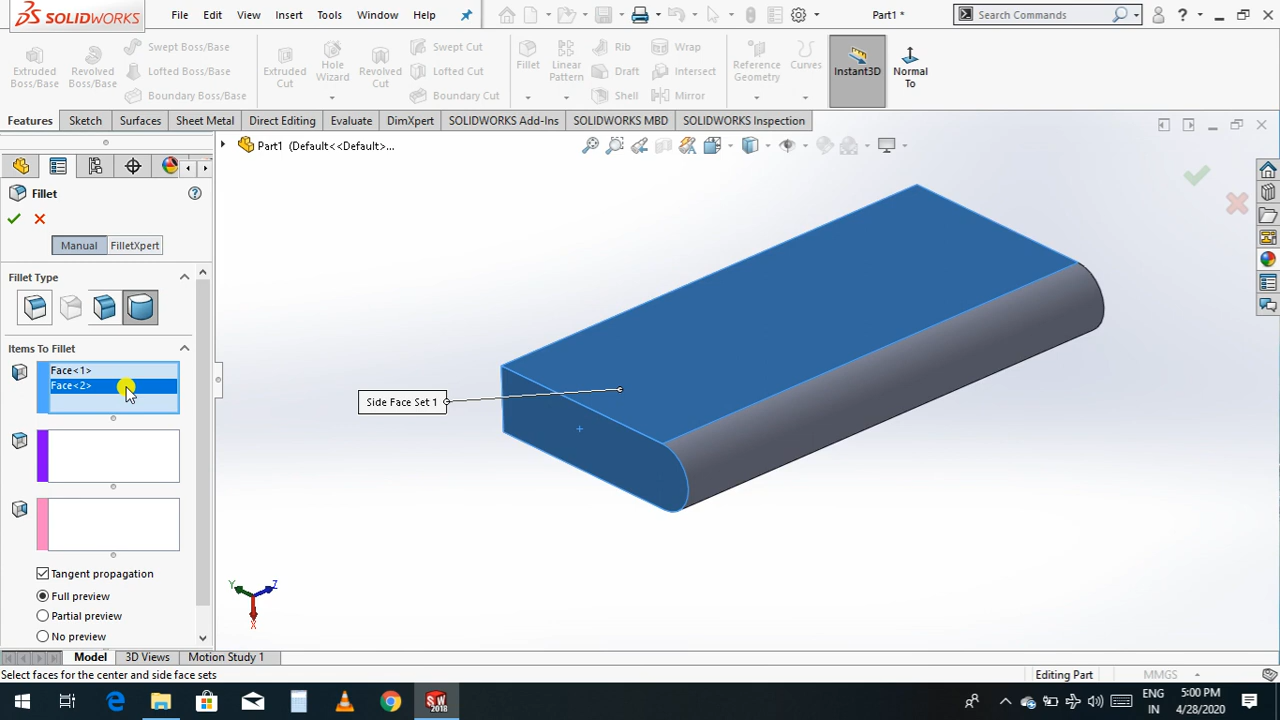 SOLIDWORKS File Edit View Insert Tools Window Help Part1 * Search Commands ?
Extruded Boss/Base
Revolved Boss/Base
Swept Boss/Base
Lofted Boss/Base
Boundary Boss/Base
Extruded Cut
Hole Wizard
Revolved Cut
Swept Cut
Lofted Cut
Boundary Cut
Fillet
Linear Pattern
Rib
Draft
Shell
Wrap
Intersect
Mirror
Reference Geometry
Curves
Instant3D
Normal To
Features Sketch Surfaces Sheet Metal Direct Editing Evaluate DimXpert SOLIDWORKS Add-Ins SOLIDWORKS MBD SOLIDWORKS Inspection
Part1 (Default<<Default>...
Fillet ?
Manual FilletXpert
Fillet Type
Items To Fillet
Face<1>
Face<2>
Side Face Set 1
Tangent propagation
Full preview
Partial preview
No preview
Y Z
X
Model 3D Views Motion Study 1
Select faces for the center and side face sets Editing Part MMGS
SW 2018
ENG
IN
5:00 PM
4/28/2020